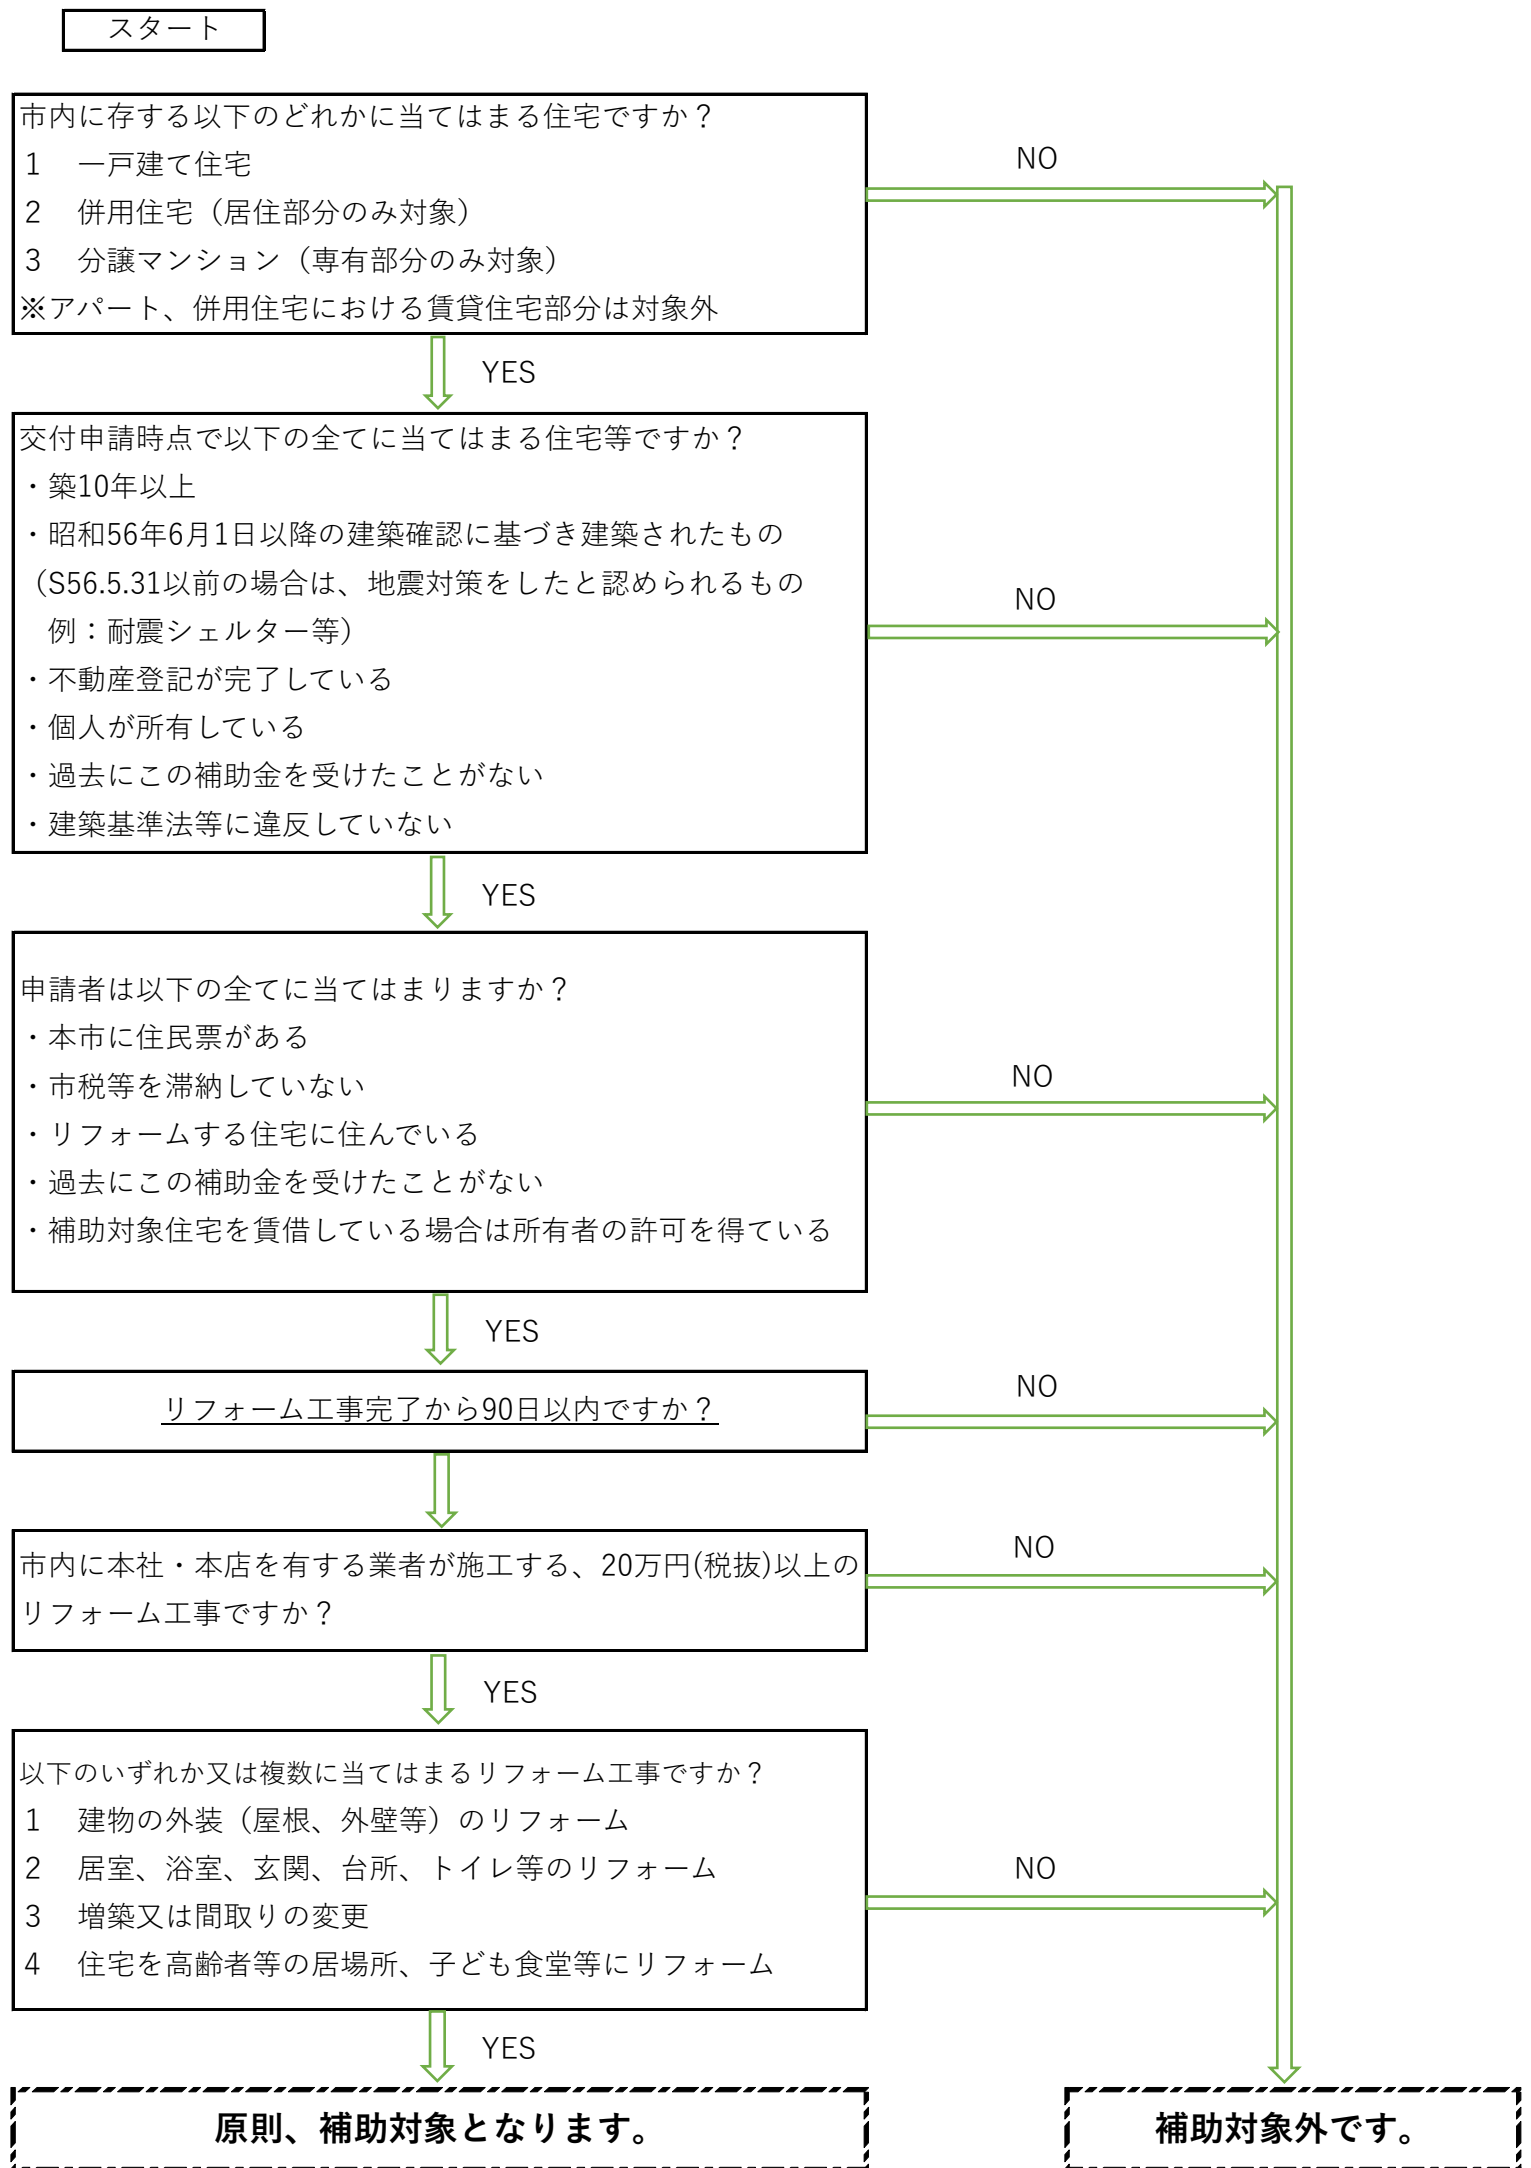 スタート
市内に存する以下のどれかに当てはまる住宅ですか？
1　一戸建て住宅
2　併用住宅（居住部分のみ対象）
3　分譲マンション（専有部分のみ対象）
※アパート、併用住宅における賃貸住宅部分は対象外
NO
YES
交付申請時点で以下の全てに当てはまる住宅等ですか？
・築10年以上
・昭和56年6月1日以降の建築確認に基づき建築されたもの
（S56.5.31以前の場合は、地震対策をしたと認められるもの
例：耐震シェルター等）
・不動産登記が完了している
・個人が所有している
・過去にこの補助金を受けたことがない
・建築基準法等に違反していない
NO
YES
申請者は以下の全てに当てはまりますか？
・本市に住民票がある
・市税等を滞納していない
・リフォームする住宅に住んでいる
・過去にこの補助金を受けたことがない
・補助対象住宅を賃借している場合は所有者の許可を得ている
NO
YES
リフォーム工事完了から90日以内ですか？
NO
市内に本社・本店を有する業者が施工する、20万円(税抜)以上の
リフォーム工事ですか？
NO
YES
以下のいずれか又は複数に当てはまるリフォーム工事ですか？
1　建物の外装（屋根、外壁等）のリフォーム
2　居室、浴室、玄関、台所、トイレ等のリフォーム
3　増築又は間取りの変更
4　住宅を高齢者等の居場所、子ども食堂等にリフォーム
NO
YES
原則、補助対象となります。
補助対象外です。